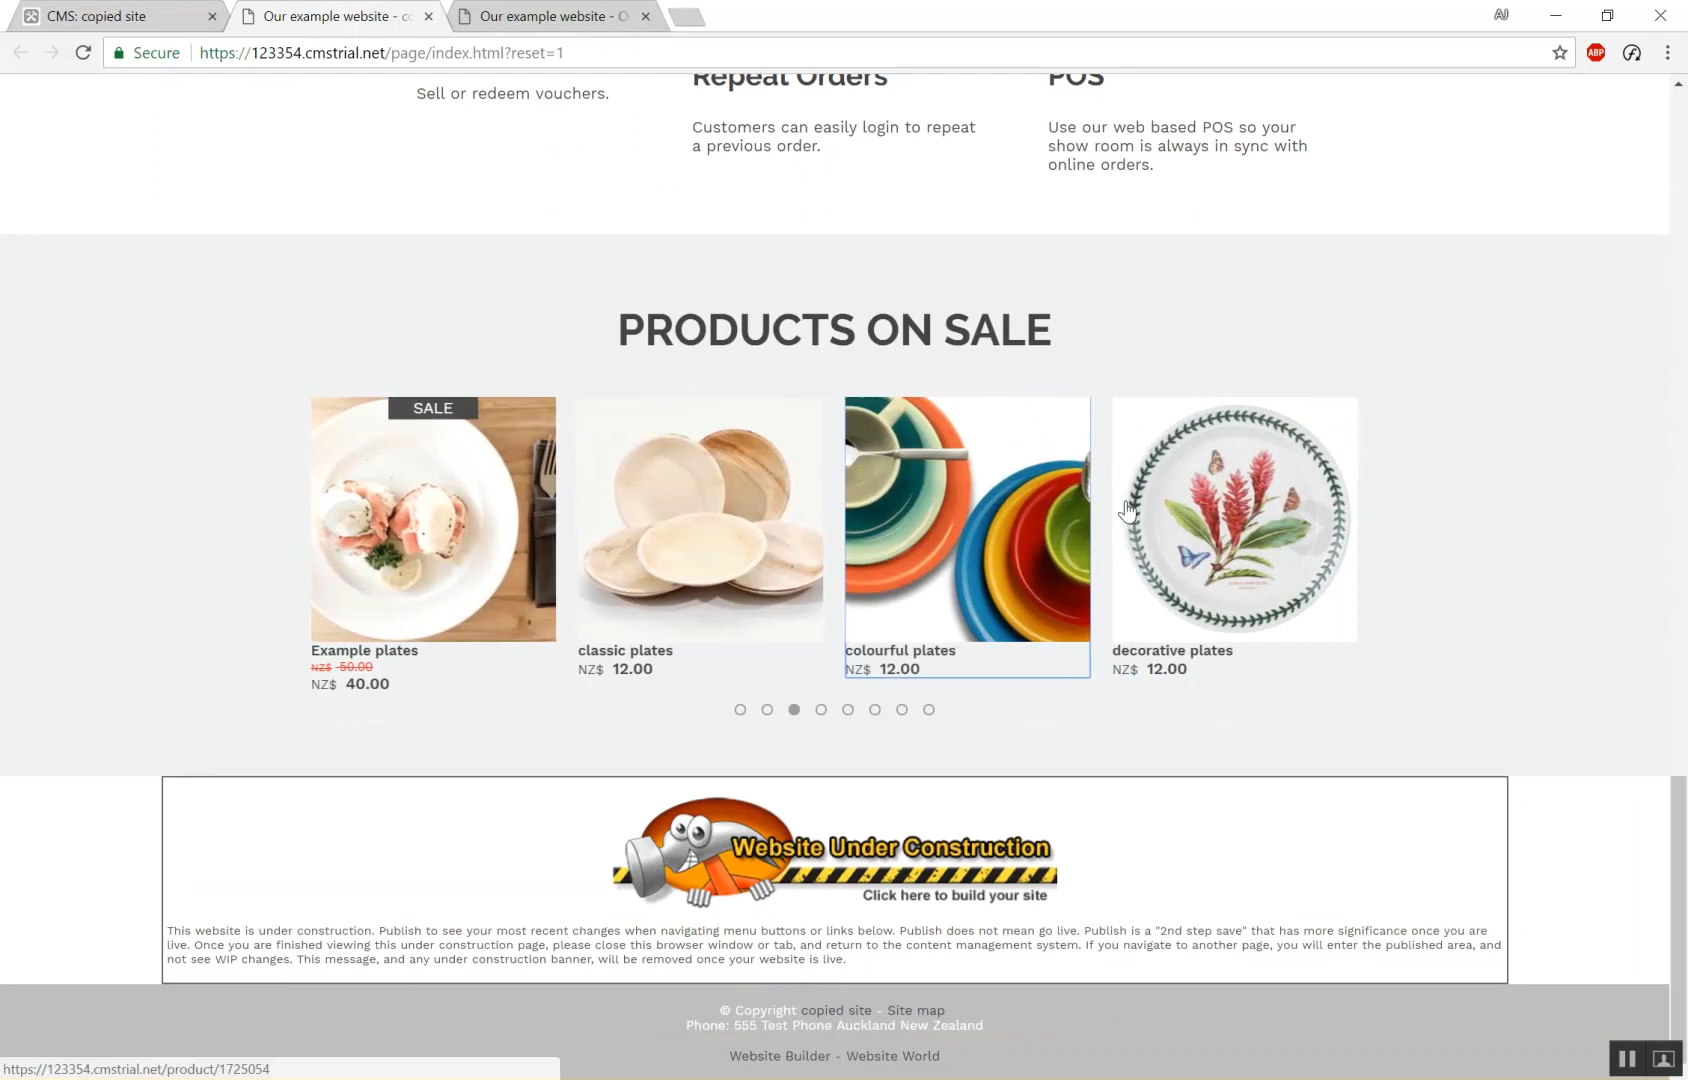 CMS: copied site
Our example website - co
Our example website - O
AJ
Secure
https://123354.cmstrial.net/page/index.html?reset=1
ABP
Sell or redeem vouchers.
Repeat Orders
Customers can easily login to repeat
a previous order.
POS
Use our web based POS so your
show room is always in sync with
online orders.
PRODUCTS ON SALE
SALE
Example plates
NZ$ 50.00
NZ$ 40.00
classic plates
NZ$ 12.00
colourful plates
NZ$ 12.00
decorative plates
NZ$ 12.00
Website Under Construction
Click here to build your site
This website is under construction. Publish to see your most recent changes when navigating menu buttons or links below. Publish does not mean go live. Publish is a "2nd step save" that has more significance once you are
live. Once you are finished viewing this under construction page, please close this browser window or tab, and return to the content management system. If you navigate to another page, you will enter the published area, and
not see WIP changes. This message, and any under construction banner, will be removed once your website is live.
© Copyright copied site - Site map
Phone: 555 Test Phone Auckland New Zealand
Website Builder - Website World
https://123354.cmstrial.net/product/1725054